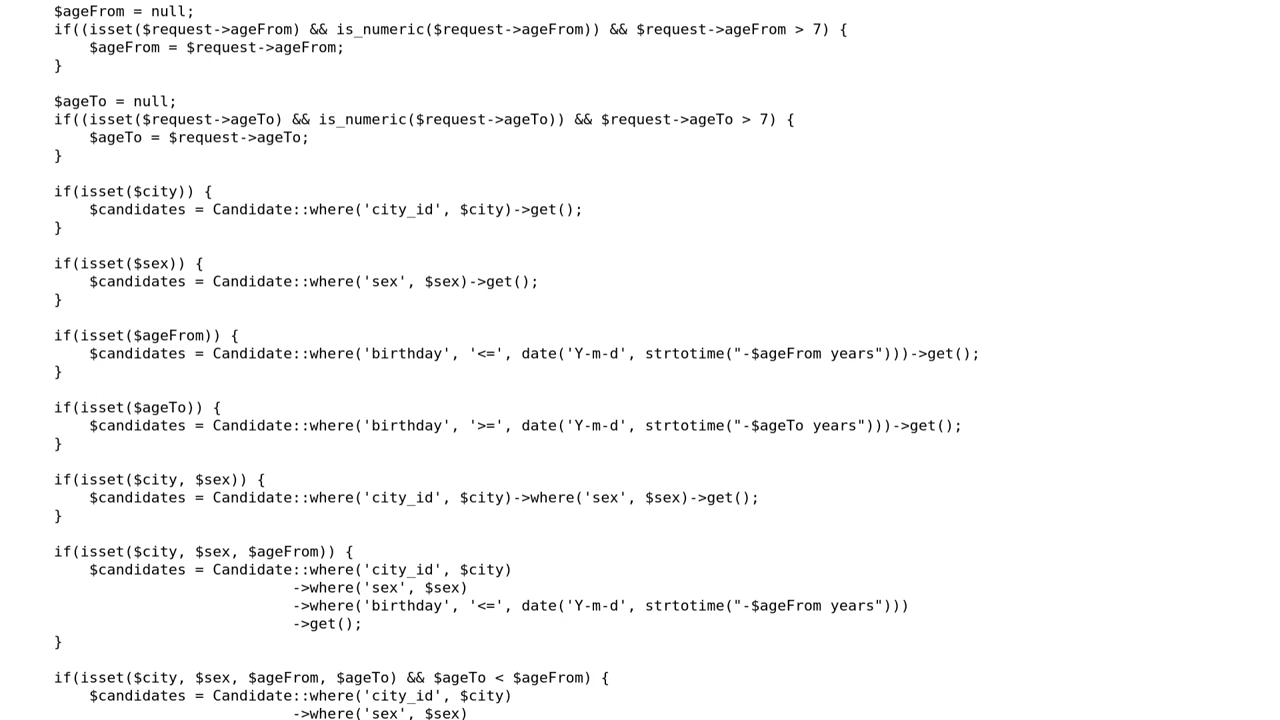 $ageFrom = null;
if((isset($request->ageFrom) && is_numeric($request->ageFrom)) && $request->ageFrom > 7) {
    $ageFrom = $request->ageFrom;
}

$ageTo = null;
if((isset($request->ageTo) && is_numeric($request->ageTo)) && $request->ageTo > 7) {
    $ageTo = $request->ageTo;
}

if(isset($city)) {
    $candidates = Candidate::where('city_id', $city)->get();
}

if(isset($sex)) {
    $candidates = Candidate::where('sex', $sex)->get();
}

if(isset($ageFrom)) {
    $candidates = Candidate::where('birthday', '<=', date('Y-m-d', strtotime("-$ageFrom years")))->get();
}

if(isset($ageTo)) {
    $candidates = Candidate::where('birthday', '>=', date('Y-m-d', strtotime("-$ageTo years")))->get();
}

if(isset($city, $sex)) {
    $candidates = Candidate::where('city_id', $city)->where('sex', $sex)->get();
}

if(isset($city, $sex, $ageFrom)) {
    $candidates = Candidate::where('city_id', $city)
                           ->where('sex', $sex)
                           ->where('birthday', '<=', date('Y-m-d', strtotime("-$ageFrom years")))
                           ->get();
}

if(isset($city, $sex, $ageFrom, $ageTo) && $ageTo < $ageFrom) {
    $candidates = Candidate::where('city_id', $city)
                           ->where('sex', $sex)